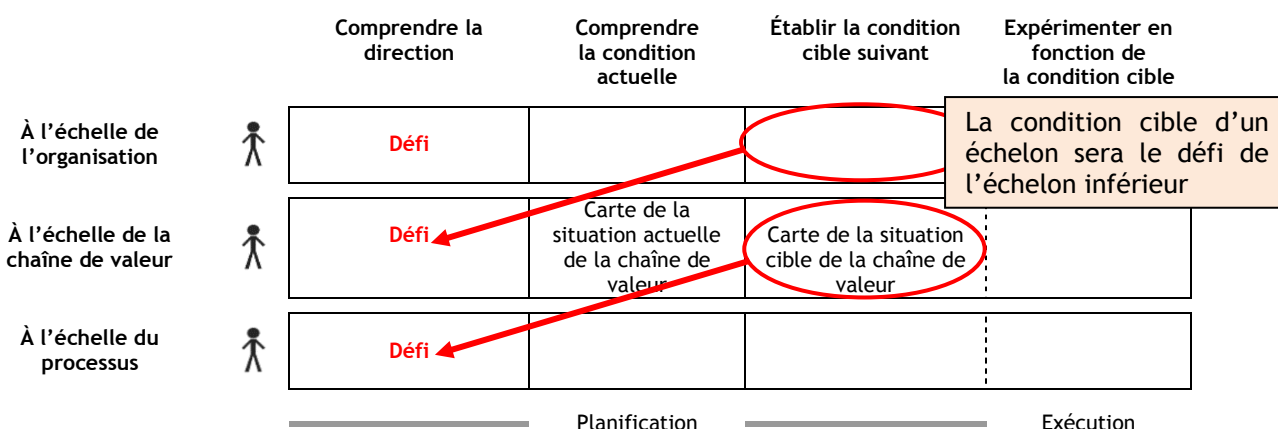 Comprendre la
direction
Comprendre
la condition
actuelle
Établir la condition
cible suivant
Expérimenter en
fonction de
la condition cible
À l'échelle de
l'organisation
Défi
La condition cible d'un
échelon sera le défi de
l'échelon inférieur
À l'échelle de la
chaîne de valeur
Défi
Carte de la
situation actuelle
de la chaîne de
valeur
Carte de la situation
cible de la chaîne de
valeur
À l'échelle du
processus
Défi
Planification
Exécution